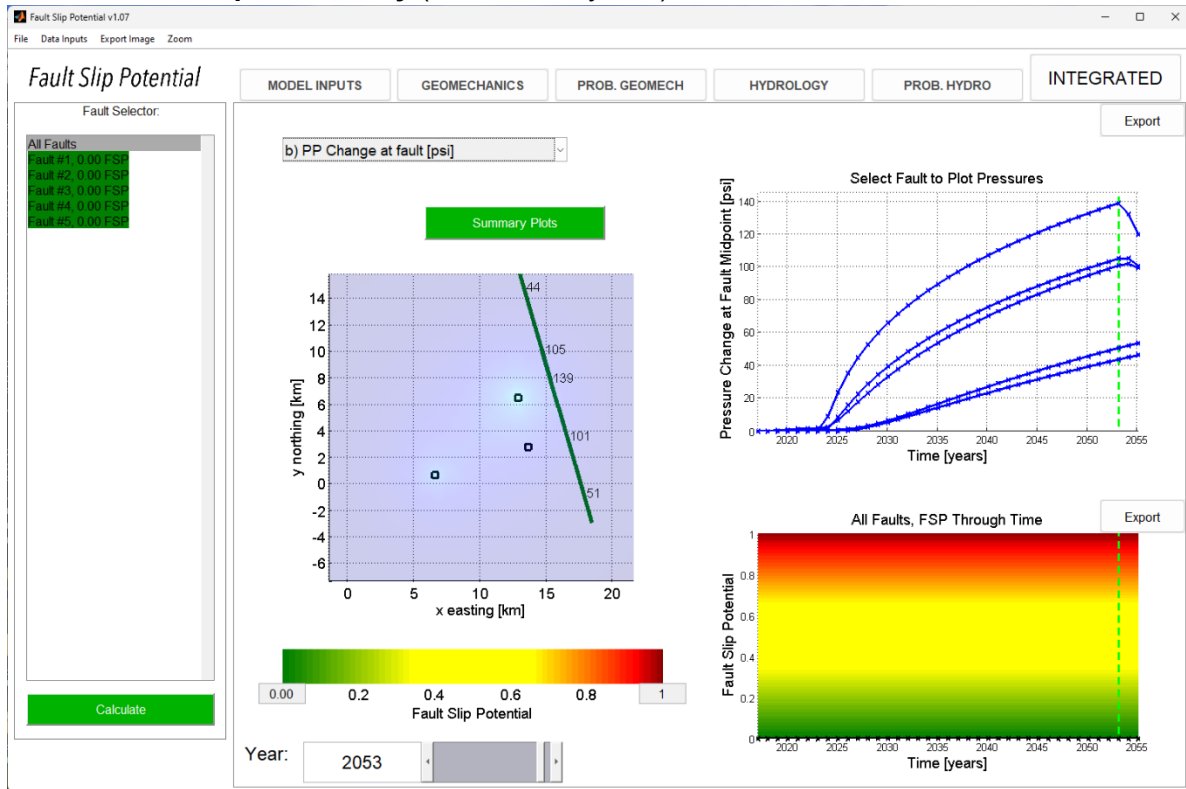 Fault Slip Potential v1.07
File Data Inputs Export Image Zoom
Fault Slip Potential
MODEL INPUTS GEOMECHANICS PROB. GEOMECH HYDROLOGY PROB. HYDRO INTEGRATED
Fault Selector:
All Faults
Fault #1, 0.00 FSP
Fault #2, 0.00 FSP
Fault #3, 0.00 FSP
Fault #4, 0.00 FSP
Fault #5, 0.00 FSP
Calculate
b) PP Change at fault [psi]
Summary Plots
44
105
139
101
51
14
12
10
8
6
4
2
0
-2
-4
-6
y northing [km]
0 5 10 15 20
x easting [km]
0.00 0.2 0.4 0.6 0.8 1
Fault Slip Potential
Year: 2053
Export
Select Fault to Plot Pressures
Pressure Change at Fault Midpoint [psi]
140
120
100
80
60
40
20
0
2020 2025 2030 2035 2040 2045 2050 2055
Time [years]
Export
All Faults, FSP Through Time
Fault Slip Potential
1
0.8
0.6
0.4
0.2
0
2020 2025 2030 2035 2040 2045 2050 2055
Time [years]